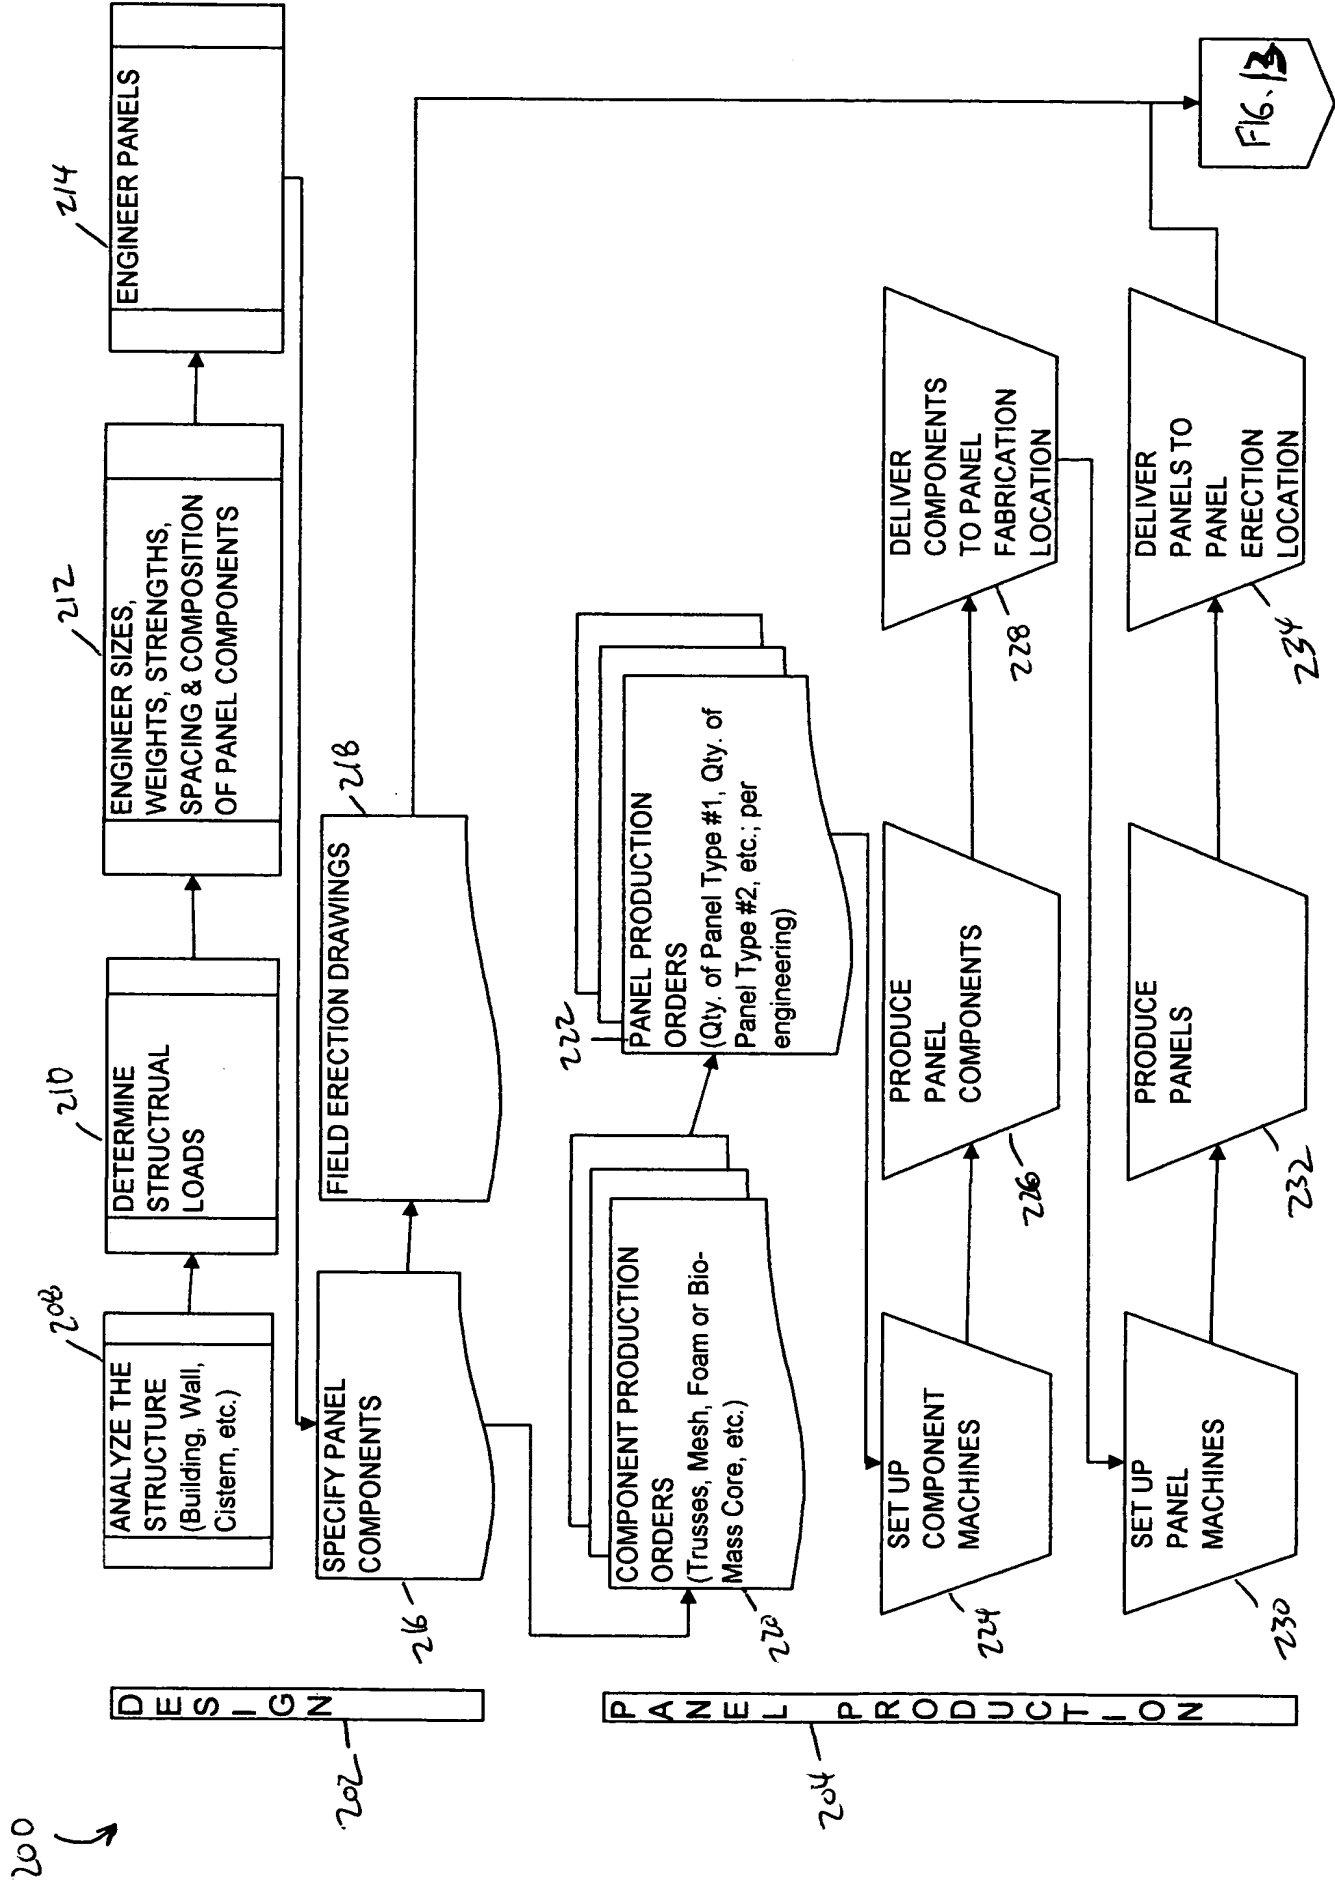 200
202
DESIGN
208
ANALYZE THE
STRUCTURE
(Building, Wall,
Cistern, etc.)
210
DETERMINE
STRUCTRUAL
LOADS
212
ENGINEER SIZES,
WEIGHTS, STRENGTHS,
SPACING & COMPOSITION
OF PANEL COMPONENTS
214
ENGINEER PANELS
216
SPECIFY PANEL
COMPONENTS
218
FIELD ERECTION DRAWINGS
204
PANEL PRODUCTION
220
COMPONENT PRODUCTION
ORDERS
(Trusses, Mesh, Foam or Bio-
Mass Core, etc.)
222
PANEL PRODUCTION
ORDERS
(Qty. of Panel Type #1, Qty. of
Panel Type #2, etc.; per
engineering)
224
SET UP
COMPONENT
MACHINES
226
PRODUCE
PANEL
COMPONENTS
228
DELIVER
COMPONENTS
TO PANEL
FABRICATION
LOCATION
230
SET UP
PANEL
MACHINES
232
PRODUCE
PANELS
234
DELIVER
PANELS TO
PANEL
ERECTION
LOCATION
FIG. 13